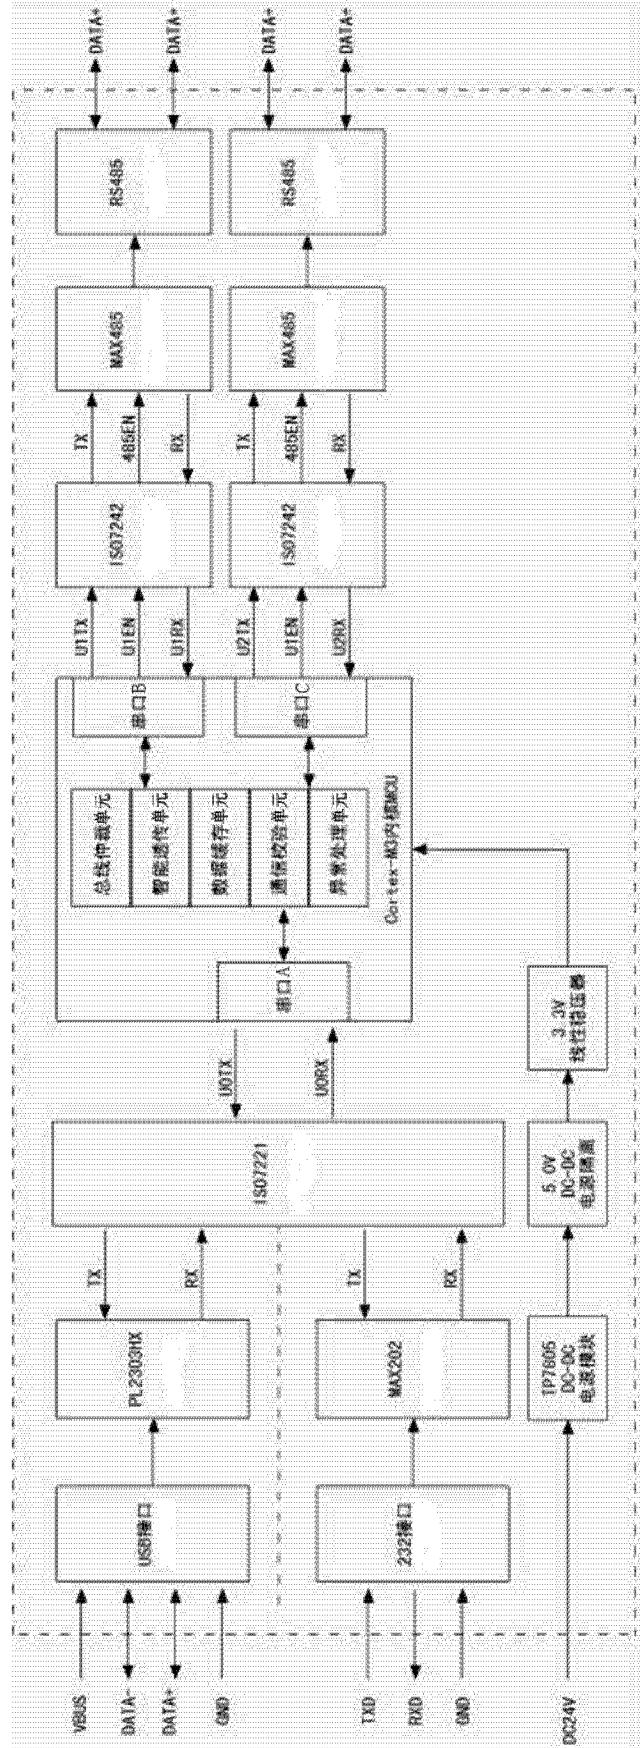 VBUS
DATA-
DATA+
GND
USB接口
PL2303HX
TX
RX
TXD
RXD
GND
232接口
MAX202
TX
RX
ISO7221
U0TX
U0RX
串口A
总线仲裁单元
智能透传单元
数据缓存单元
通信校验单元
异常处理单元
Cortex-M3内核MCU
串口B
串口C
U1TX
U1EN
U1RX
U2TX
U1EN
U2RX
ISO7242
ISO7242
TX
485EN
RX
TX
485EN
RX
MAX485
MAX485
RS485
RS485
DATA+
DATA+
DATA+
DATA+
DC24V
TP7805
DC-DC
电源模块
5.0V
DC-DC
电源隔离
3.3V
线性稳压器